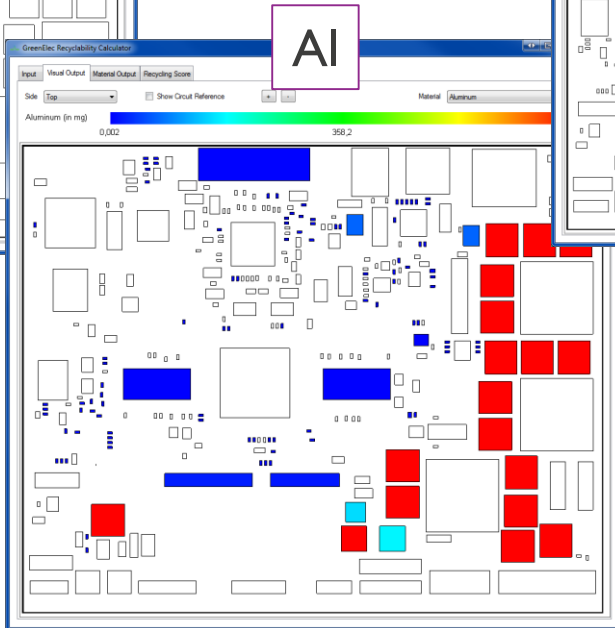 Al
GreenElec Recyclability Calculator
Input Visual Output Material Output Recycling Score
Side Top Show Circuit Reference + - Material Aluminum
Aluminum (in mg)
0,002 358,2